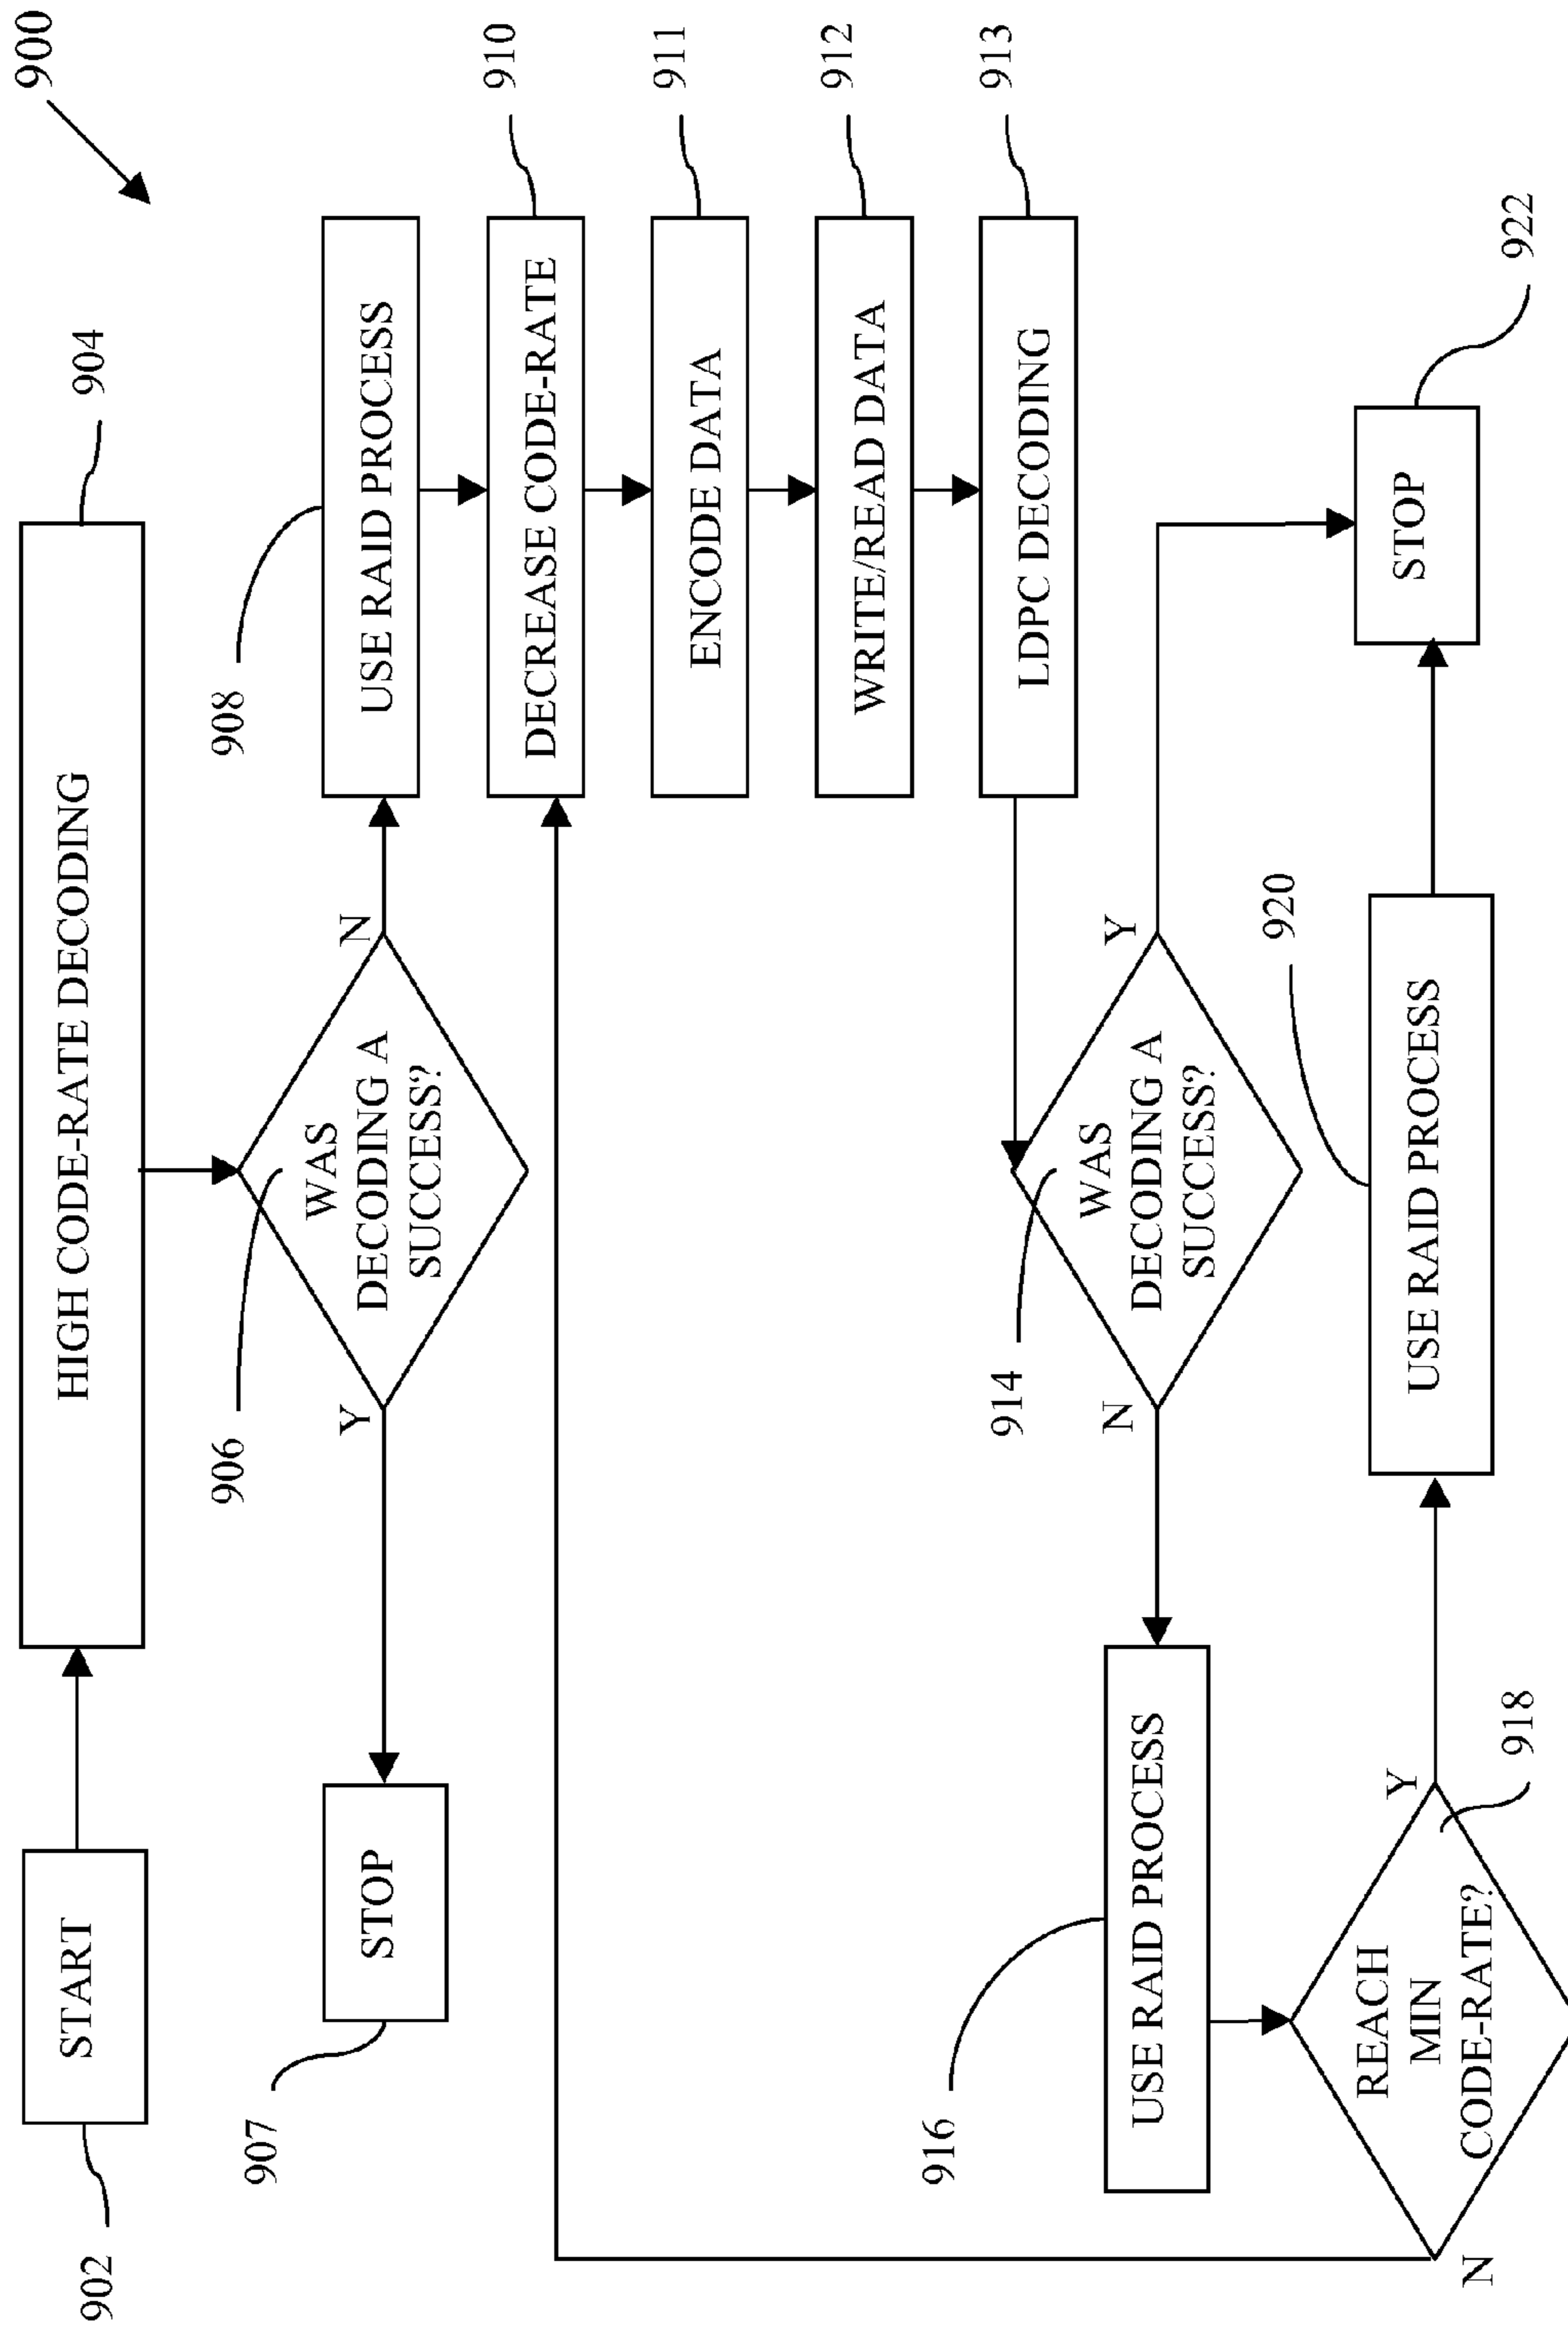 900
902
START
HIGH CODE-RATE DECODING
904
906
WAS
DECODING A
SUCCESS?
Y
N
907
STOP
908
USE RAID PROCESS
DECREASE CODE-RATE
910
ENCODE DATA
911
WRITE/READ DATA
912
LDPC DECODING
913
914
WAS
DECODING A
SUCCESS?
N
Y
916
USE RAID PROCESS
REACH
MIN
CODE-RATE?
N
Y
918
920
USE RAID PROCESS
STOP
922